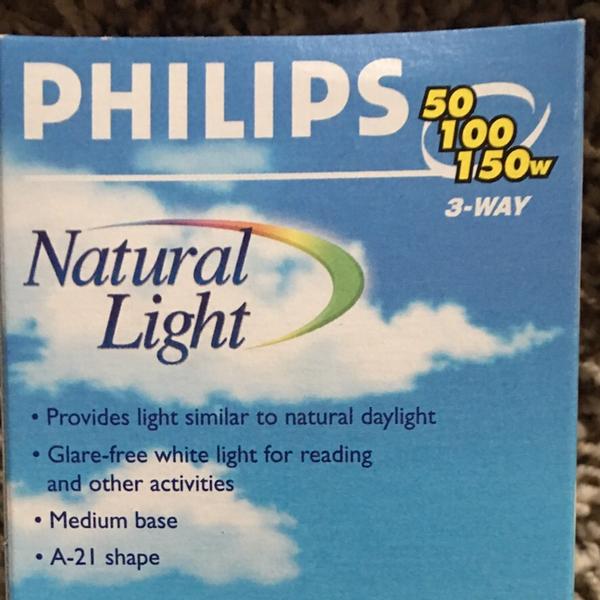 PHILIPS
50
100
150w
3-WAY
Natural
Light
• Provides light similar to natural daylight
• Glare-free white light for reading
and other activities
• Medium base
• A-21 shape